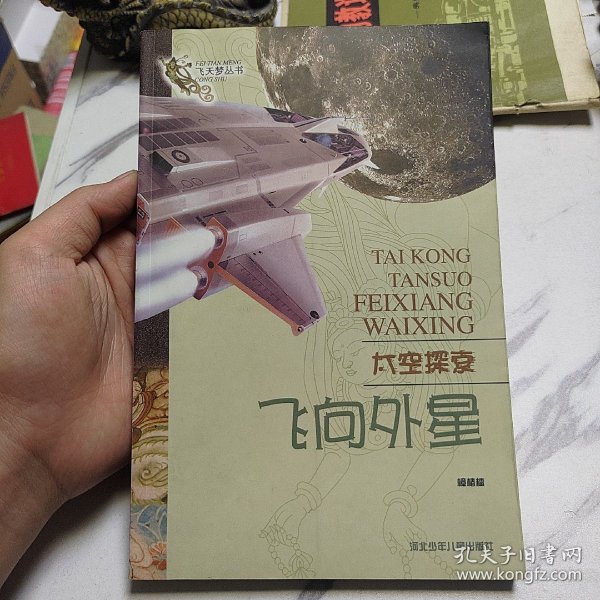 FEI TIAN MENG
飞天梦丛书
CONG SHU
TAI KONG
TANSUO
FEIXIANG
WAIXING
太空探索
飞向外星
河北少年儿童出版社
孔夫子旧书网
www.kongfz.com